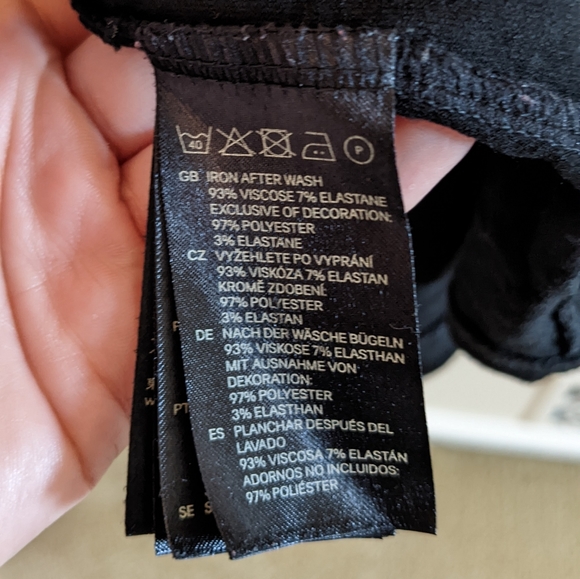 40 P
GB IRON AFTER WASH
93% VISCOSE 7% ELASTANE
EXCLUSIVE OF DECORATION:
97% POLYESTER
3% ELASTANE
CZ VYŽEHLETE PO VYPRÁNÍ
93% VISKÓZA 7% ELASTAN
KROMĚ ZDOBENÍ:
97% POLYESTER
3% ELASTAN
DE NACH DER WÄSCHE BÜGELN
93% VISKOSE 7% ELASTHAN
MIT AUSNAHME VON
DEKORATION:
97% POLYESTER
3% ELASTHAN
ES PLANCHAR DESPUÉS DEL
LAVADO
93% VISCOSA 7% ELASTÁN
ADORNOS NO INCLUIDOS:
97% POLIÉSTER
PT
SE S